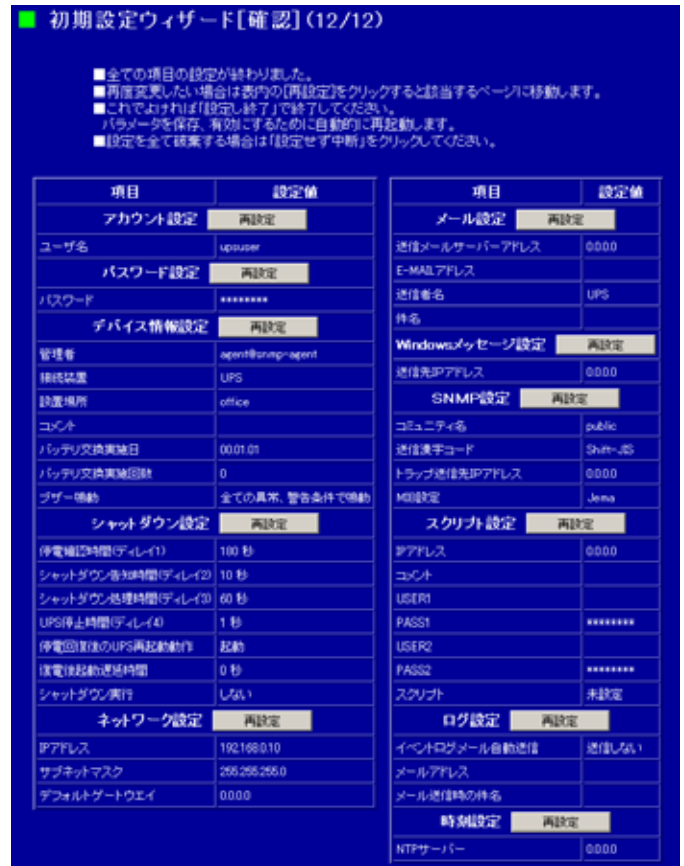 初期設定ウィザード[確認](12/12)
■全ての項目の設定が終わりました。
■再度変更したい場合は表内の[再設定]をクリックすると該当するページに移動します。
■これでよければ「設定し終了」で終了してください。
パラメータを保存、有効にするために自動的に再起動します。
■設定を全て破棄する場合は「設定せず中断」をクリックしてください。
項目 設定値
アカウント設定 再設定
ユーザ名 upsuser
パスワード設定 再設定
パスワード ********
デバイス情報設定 再設定
管理者 agent@snmp-agent
接続装置 UPS
設置場所 office
コメント
バッテリ交換実施日 00.01.01
バッテリ交換実施回数 0
ブザー鳴動 全ての異常、警告条件で鳴動
シャットダウン設定 再設定
停電確認時間(ディレイ1) 180 秒
シャットダウン告知時間(ディレイ2) 10 秒
シャットダウン処理時間(ディレイ3) 60 秒
UPS停止時間(ディレイ4) 1 秒
停電回復後のUPS再起動動作 起動
復電後起動遅延時間 0 秒
シャットダウン実行 しない
ネットワーク設定 再設定
IPアドレス 192.168.0.10
サブネットマスク 255.255.255.0
デフォルトゲートウエイ 0.0.0.0
項目 設定値
メール設定 再設定
送信メールサーバーアドレス 0.0.0.0
E-MAILアドレス
送信者名 UPS
件名
Windowsメッセージ設定 再設定
送信先IPアドレス 0.0.0.0
SNMP設定 再設定
コミュニティ名 public
送信漢字コード Shift-JIS
トラップ送信先IPアドレス 0.0.0.0
MIB設定 Jema
スクリプト設定 再設定
IPアドレス 0.0.0.0
コメント
USER1
PASS1 ********
USER2
PASS2 ********
スクリプト 未設定
ログ設定 再設定
イベントログメール自動送信 送信しない
メールアドレス
メール送信時の件名
時刻設定 再設定
NTPサーバー 0.0.0.0